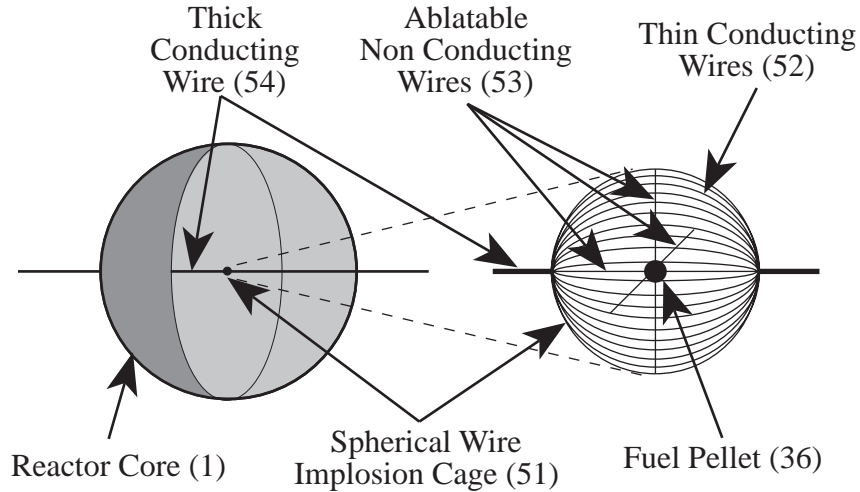 Thick
Conducting
Wire (54)
Ablatable
Non Conducting
Wires (53)
Thin Conducting
Wires (52)
Reactor Core (1)
Spherical Wire
Implosion Cage (51)
Fuel Pellet (36)